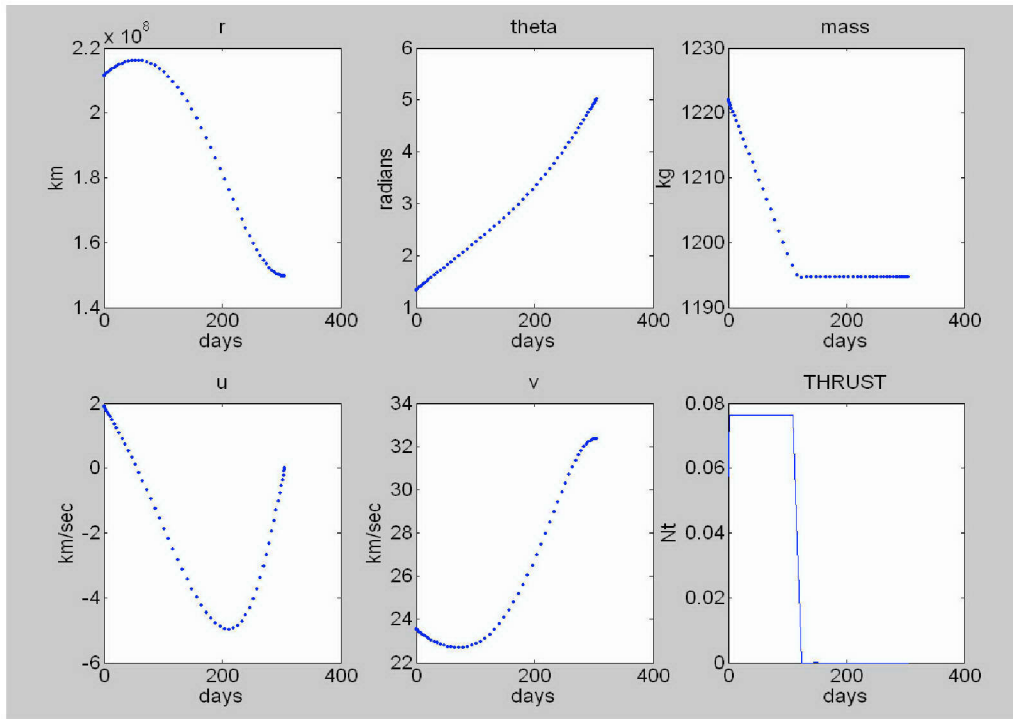 r
2.2 x 10^8
2
1.8
1.6
1.4
km
0
200
400
days
theta
6
5
4
3
2
1
radians
0
200
400
days
mass
1230
1220
1210
1200
1190
kg
0
200
400
days
u
2
0
-2
-4
-6
km/sec
0
200
400
days
v
34
32
30
28
26
24
22
km/sec
0
200
400
days
THRUST
0.08
0.06
0.04
0.02
0
Nt
0
200
400
days